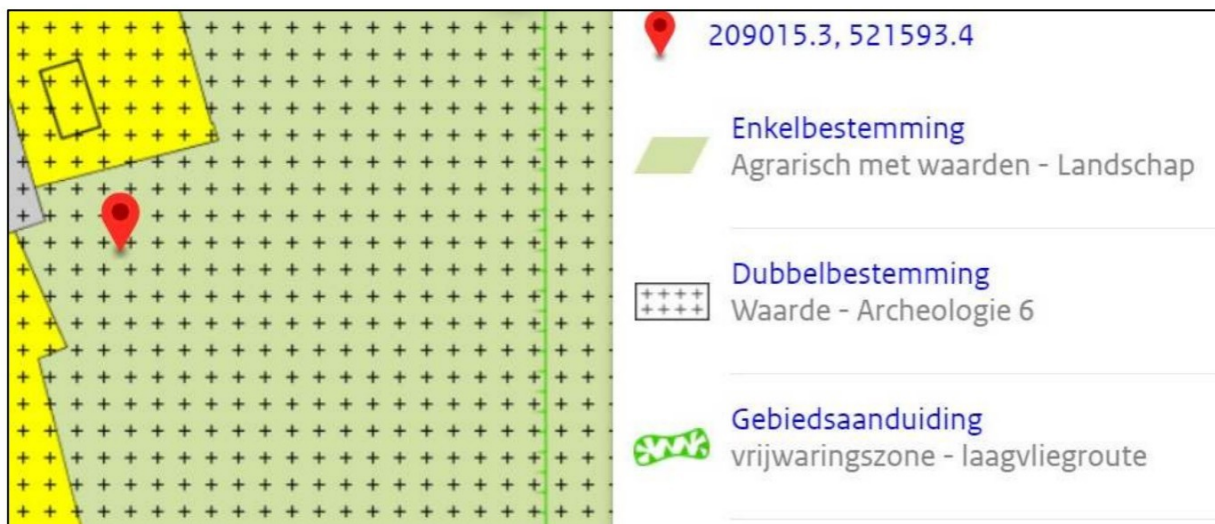 209015.3, 521593.4
Enkelbestemming
Agrarisch met waarden - Landschap
Dubbelbestemming
Waarde - Archeologie 6
Gebiedsaanduiding
vrijwaringszone - laagvliegroute